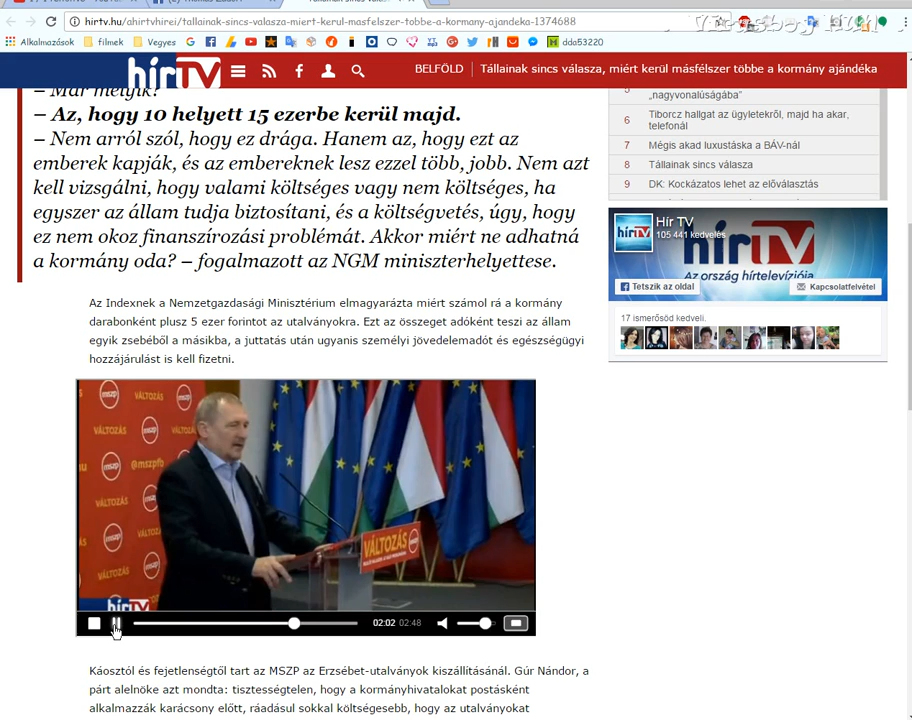 hirtv.hu/ahirtvhirei/tallainak-sincs-valasza-miert-kerul-masfelszer-tobbe-a-kormany-ajandeka-1374688
Virusboy Hun
Alkalmazások
filmek
Vegyes
dda53220
hírTV
BELFÖLD
Tállainak sincs válasza, miért kerül másfélszer többe a kormány ajándéka
– Már melyik?
– Az, hogy 10 helyett 15 ezerbe kerül majd.
– Nem arról szól, hogy ez drága. Hanem az, hogy ezt az
emberek kapják, és az embereknek lesz ezzel több, jobb. Nem azt
kell vizsgálni, hogy valami költséges vagy nem költséges, ha
egyszer az állam tudja biztosítani, és a költségvetés, úgy, hogy
ez nem okoz finanszírozási problémát. Akkor miért ne adhatná
a kormány oda? – fogalmazott az NGM miniszterhelyettese.
Az Indexnek a Nemzetgazdasági Minisztérium elmagyarázta miért számol rá a kormány
darabonként plusz 5 ezer forintot az utalványokra. Ezt az összeget adóként teszi az állam
egyik zsebéből a másikba, a juttatás után ugyanis személyi jövedelemadót és egészségügyi
hozzájárulást is kell fizetni.
mszp
VÁLTOZÁS
mszp
VÁLTOZÁS
mszp
@mszpfb
VÁLTOZÁS
hírTV
02:02 02:48
Káosztól és fejetlenségtől tart az MSZP az Erzsébet-utalványok kiszállításánál. Gúr Nándor, a
párt alelnöke azt mondta: tisztességtelen, hogy a kormányhivatalokat postásként
alkalmazzák karácsony előtt, ráadásul sokkal költségesebb, hogy az utalványokat
5
„nagyvonalúságába”
6 Tiborcz hallgat az ügyletekről, majd ha akar,
telefonál
7 Mégis akad luxustáska a BÁV-nál
8 Tállainak sincs válasza
9 DK: Kockázatos lehet az előválasztás
hírTV
Hír TV
105 441 kedvelés
hírTV
Az ország hírtelevíziója
Tetszik az oldal
Kapcsolatfelvétel
17 ismerősöd kedveli.